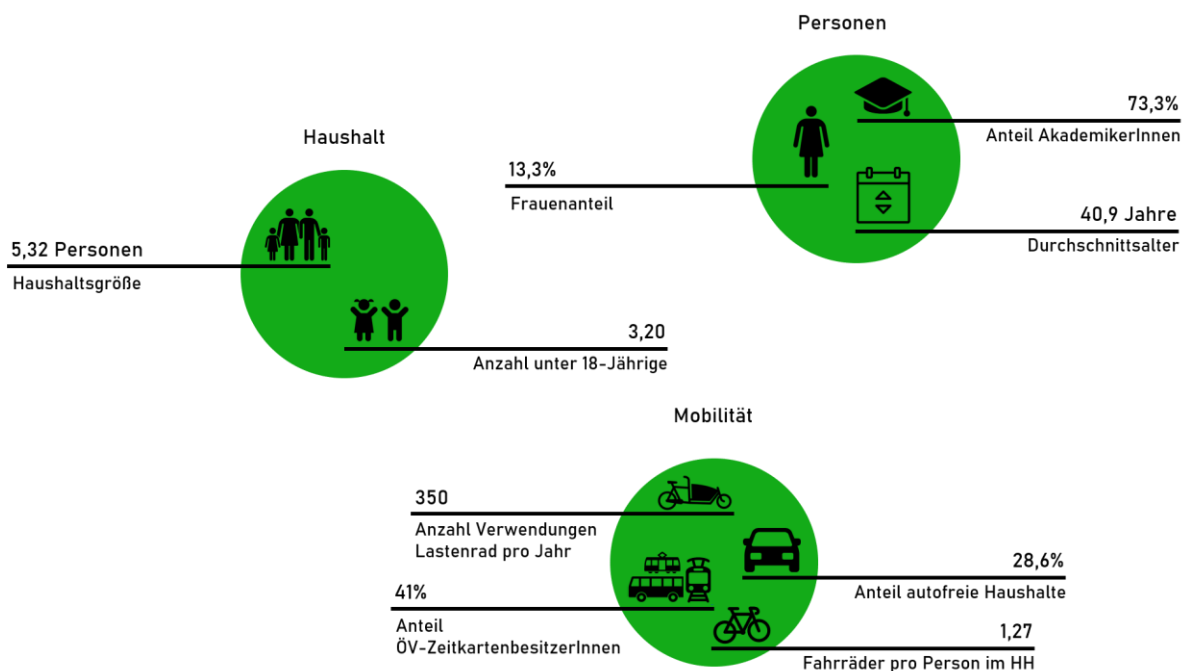 Personen
73,3%
Anteil AkademikerInnen
13,3%
Frauenanteil
40,9 Jahre
Durchschnittsalter
Haushalt
5,32 Personen
Haushaltsgröße
3,20
Anzahl unter 18-Jährige
Mobilität
350
Anzahl Verwendungen
Lastenrad pro Jahr
28,6%
Anteil autofreie Haushalte
41%
Anteil
ÖV-ZeitkartenbesitzerInnen
1,27
Fahrräder pro Person im HH